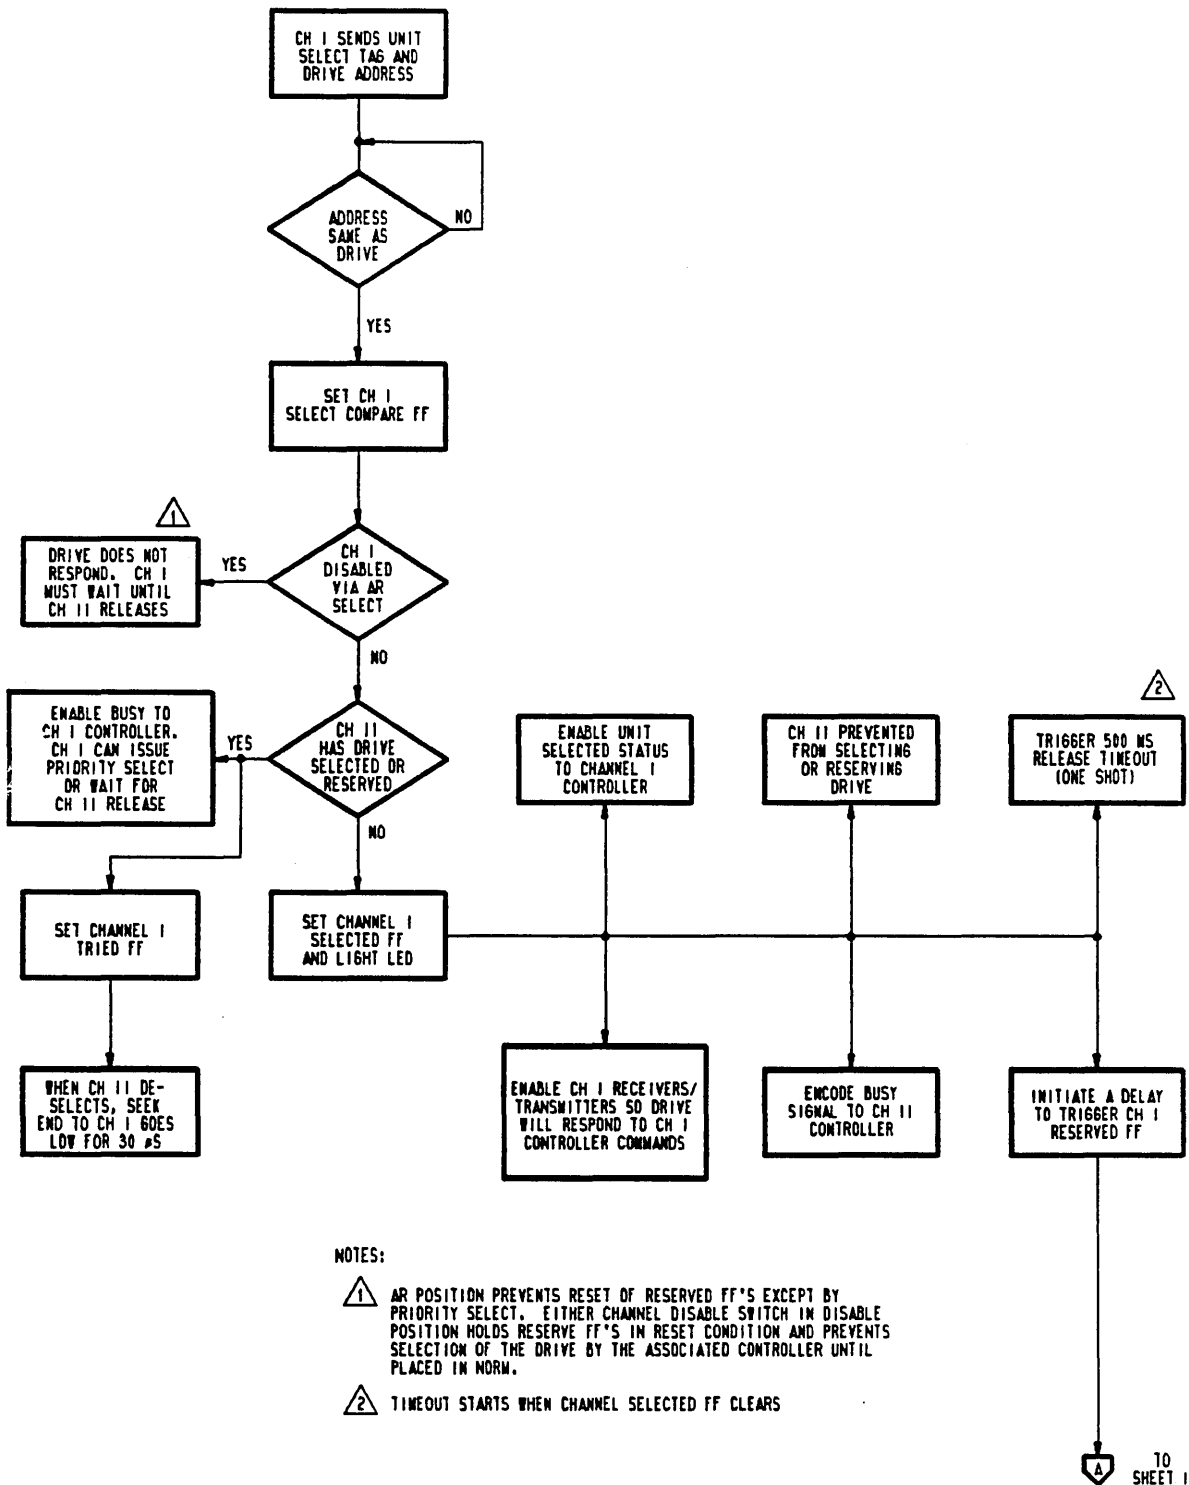 CH I SENDS UNIT
SELECT TAG AND
DRIVE ADDRESS
ADDRESS
SAME AS
DRIVE
NO
YES
SET CH I
SELECT COMPARE FF
1
DRIVE DOES NOT
RESPOND. CH I
MUST WAIT UNTIL
CH II RELEASES
YES
CH I
DISABLED
VIA AR
SELECT
NO
ENABLE BUSY TO
CH I CONTROLLER.
CH I CAN ISSUE
PRIORITY SELECT
OR WAIT FOR
CH II RELEASE
YES
CH II
HAS DRIVE
SELECTED OR
RESERVED
NO
ENABLE UNIT
SELECTED STATUS
TO CHANNEL I
CONTROLLER
CH II PREVENTED
FROM SELECTING
OR RESERVING
DRIVE
2
TRIGGER 500 MS
RELEASE TIMEOUT
(ONE SHOT)
SET CHANNEL I
TRIED FF
SET CHANNEL I
SELECTED FF
AND LIGHT LED
WHEN CH II DE-
SELECTS, SEEK
END TO CH I GOES
LOW FOR 30 µS
ENABLE CH I RECEIVERS/
TRANSMITTERS SO DRIVE
WILL RESPOND TO CH I
CONTROLLER COMMANDS
ENCODE BUSY
SIGNAL TO CH II
CONTROLLER
INITIATE A DELAY
TO TRIGGER CH I
RESERVED FF
NOTES:
1 AR POSITION PREVENTS RESET OF RESERVED FF'S EXCEPT BY
PRIORITY SELECT. EITHER CHANNEL DISABLE SWITCH IN DISABLE
POSITION HOLDS RESERVE FF'S IN RESET CONDITION AND PREVENTS
SELECTION OF THE DRIVE BY THE ASSOCIATED CONTROLLER UNTIL
PLACED IN NORM.
2 TIMEOUT STARTS WHEN CHANNEL SELECTED FF CLEARS
A
TO
SHEET I